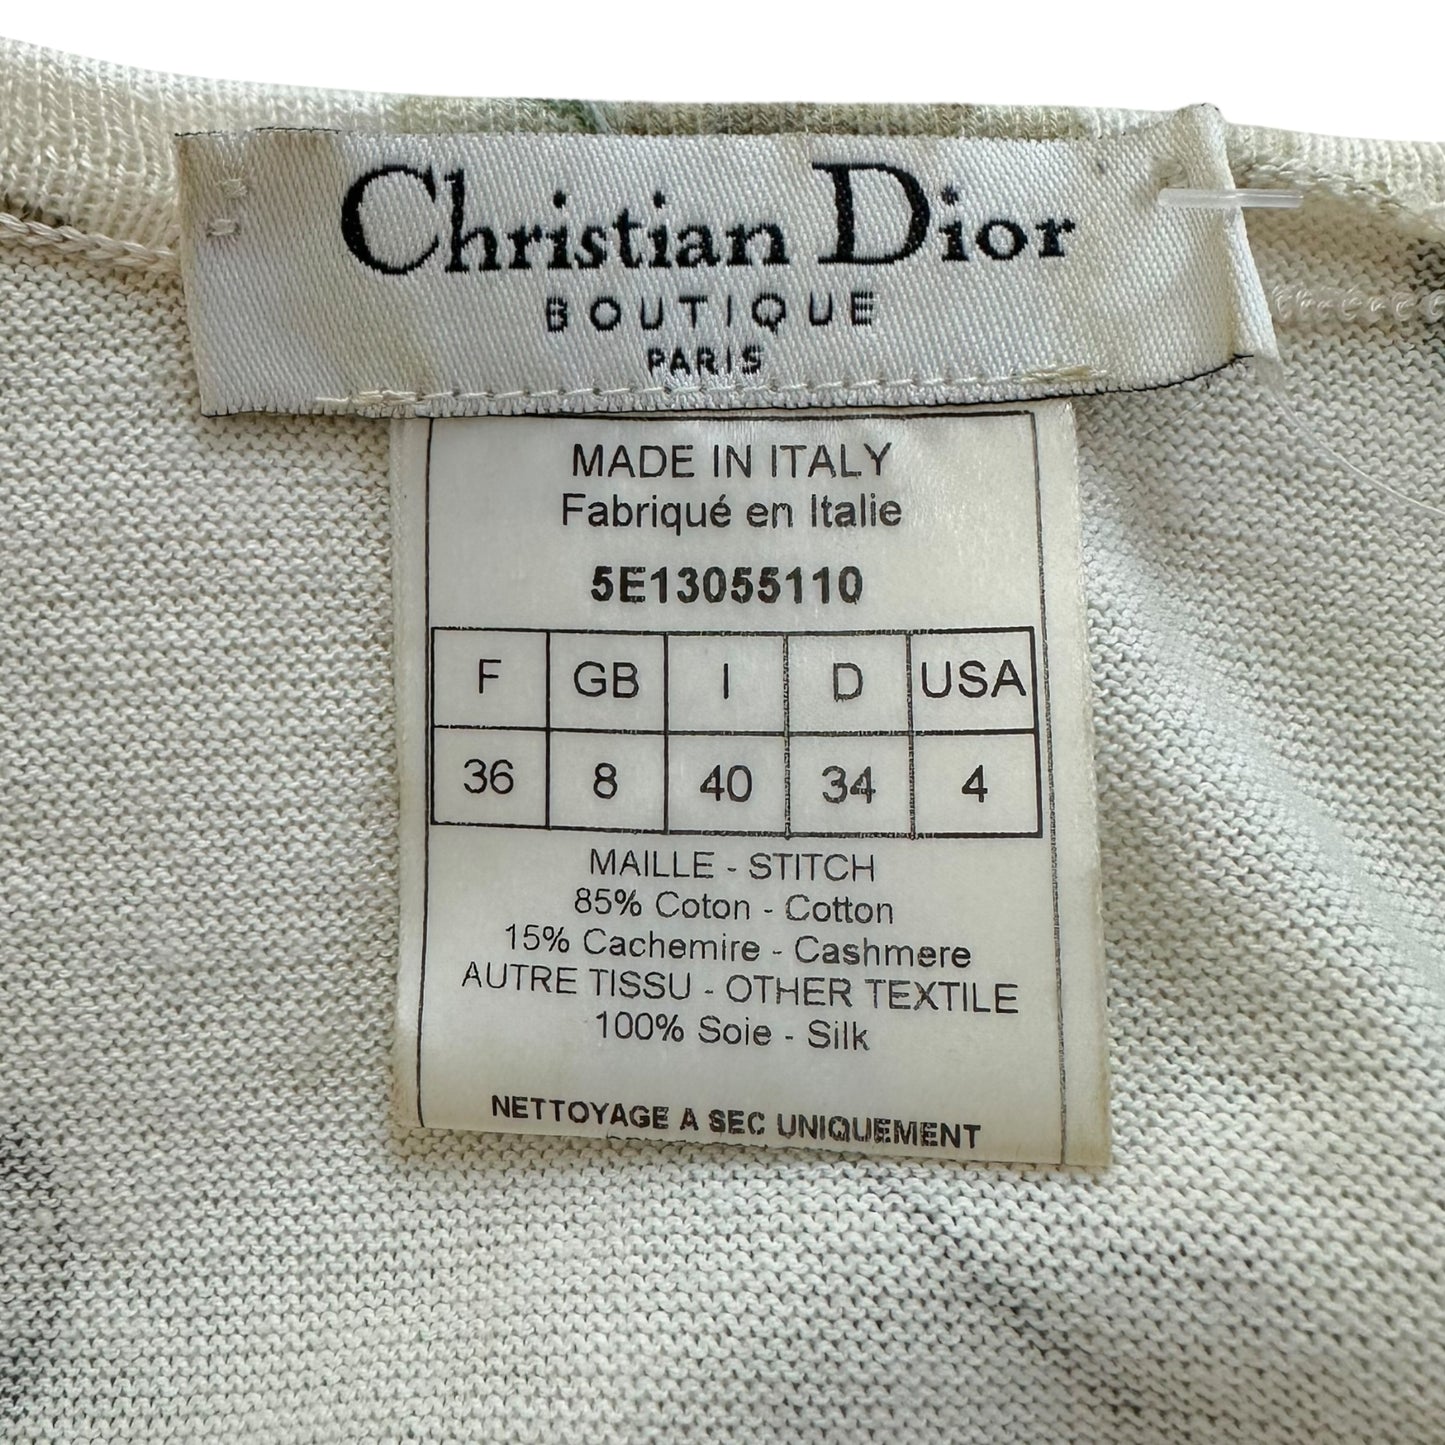 Christian Dior
BOUTIQUE
PARIS
MADE IN ITALY
Fabriqué en Italie
5E13055110
F GB I D USA
36 8 40 34 4
MAILLE - STITCH
85% Coton - Cotton
15% Cachemire - Cashmere
AUTRE TISSU - OTHER TEXTILE
100% Soie - Silk
NETTOYAGE A SEC UNIQUEMENT